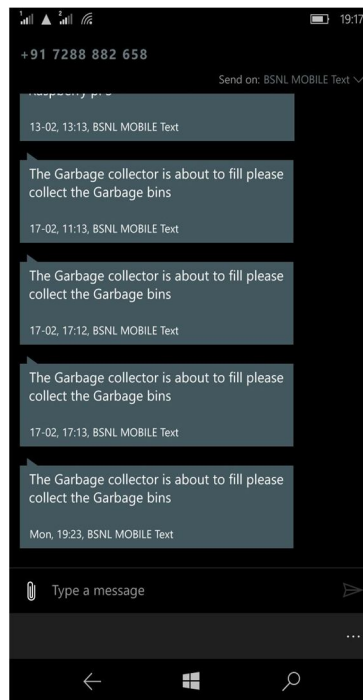 1 2 19:17
+91 7288 882 658
Send on: BSNL MOBILE Text
Raspberry pi 3
13-02, 13:13, BSNL MOBILE Text
The Garbage collector is about to fill please
collect the Garbage bins
17-02, 11:13, BSNL MOBILE Text
The Garbage collector is about to fill please
collect the Garbage bins
17-02, 17:12, BSNL MOBILE Text
The Garbage collector is about to fill please
collect the Garbage bins
17-02, 17:13, BSNL MOBILE Text
The Garbage collector is about to fill please
collect the Garbage bins
Mon, 19:23, BSNL MOBILE Text
Type a message